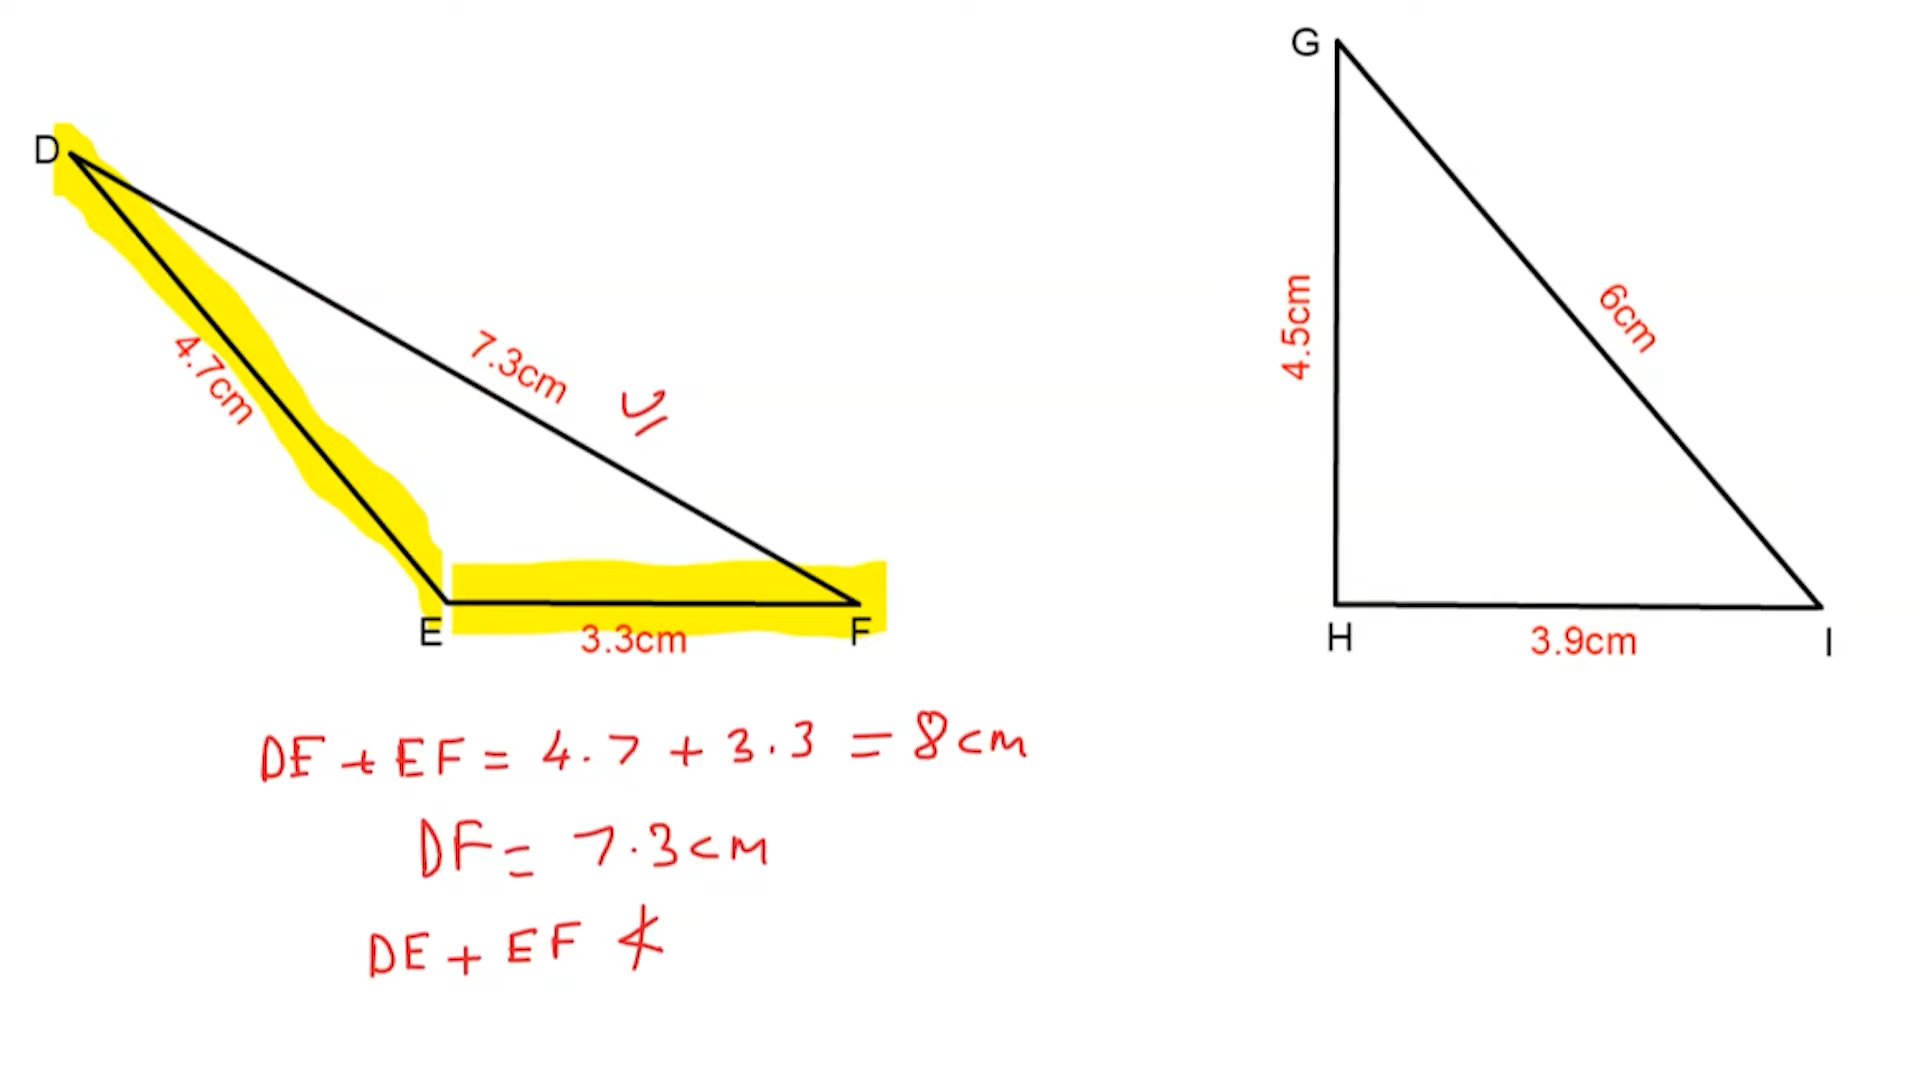 D
G
4.7cm
7.3cm
4.5cm
6cm
E
3.3cm
F
H
3.9cm
I
DE + EF = 4.7 + 3.3 = 8cm
DF = 7.3cm
DE + EF ≮